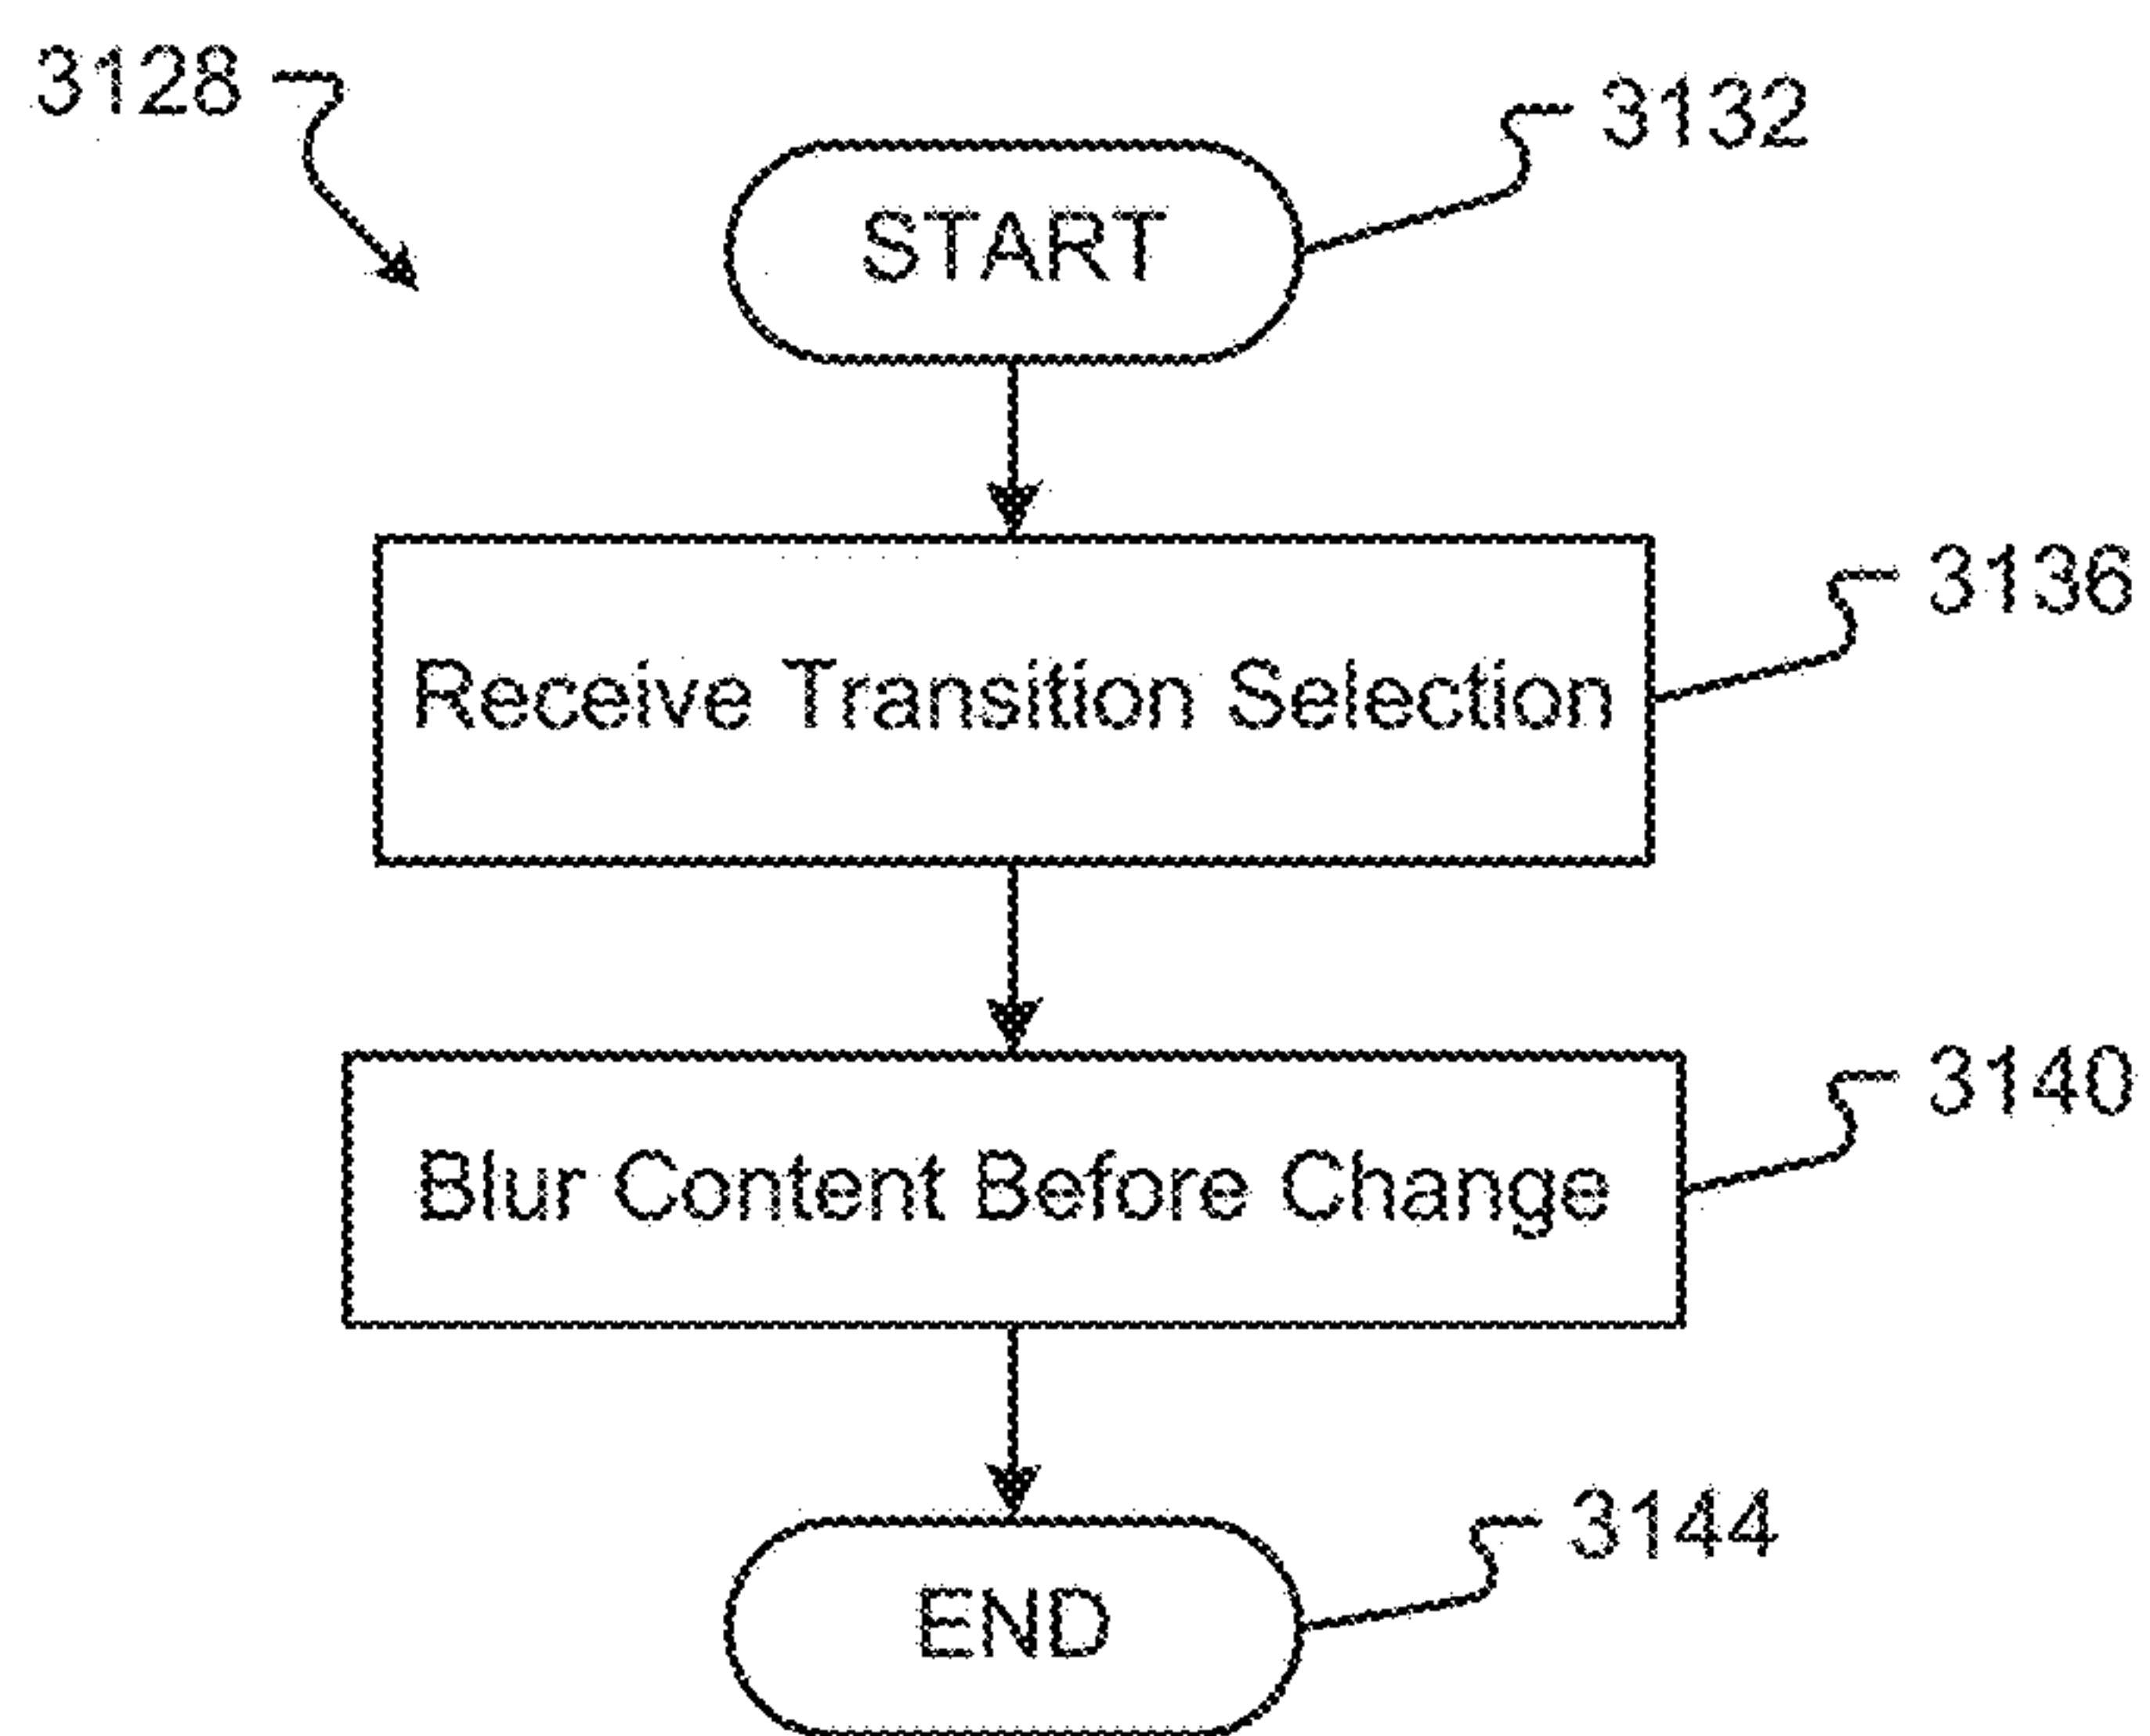 3128
3132
START
3136
Receive Transition Selection
3140
Blur Content Before Change
3144
END